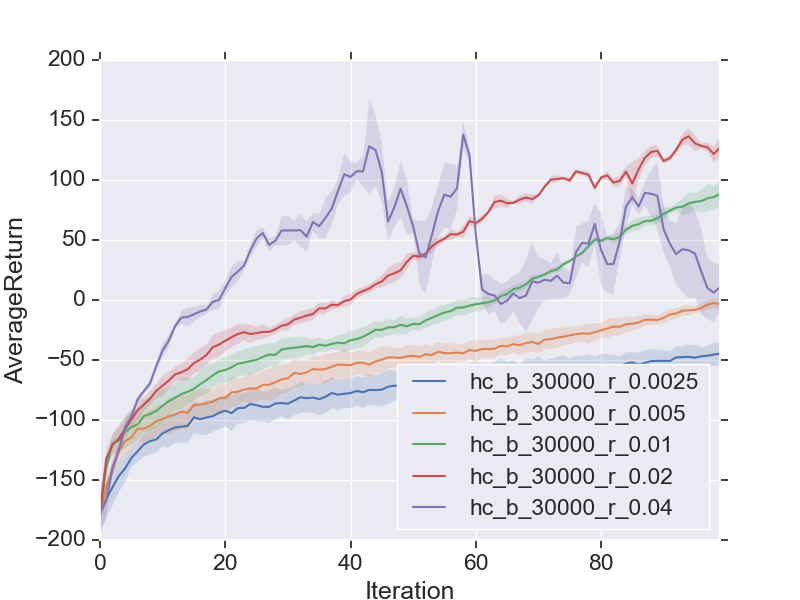 200
150
100
50
0
−50
−100
−150
−200
AverageReturn
0
20
40
60
80
Iteration
hc_b_30000_r_0.0025
hc_b_30000_r_0.005
hc_b_30000_r_0.01
hc_b_30000_r_0.02
hc_b_30000_r_0.04